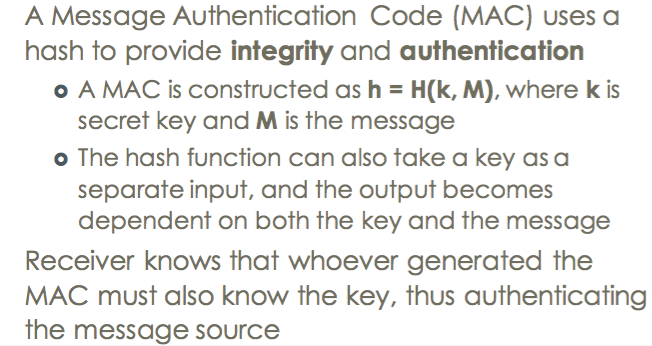 A Message Authentication Code (MAC) uses a
hash to provide integrity and authentication
o A MAC is constructed as h = H(k, M), where k is
secret key and M is the message
o The hash function can also take a key as a
separate input, and the output becomes
dependent on both the key and the message
Receiver knows that whoever generated the
MAC must also know the key, thus authenticating
the message source